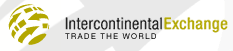 IntercontinentalExchange
TRADE THE WORLD